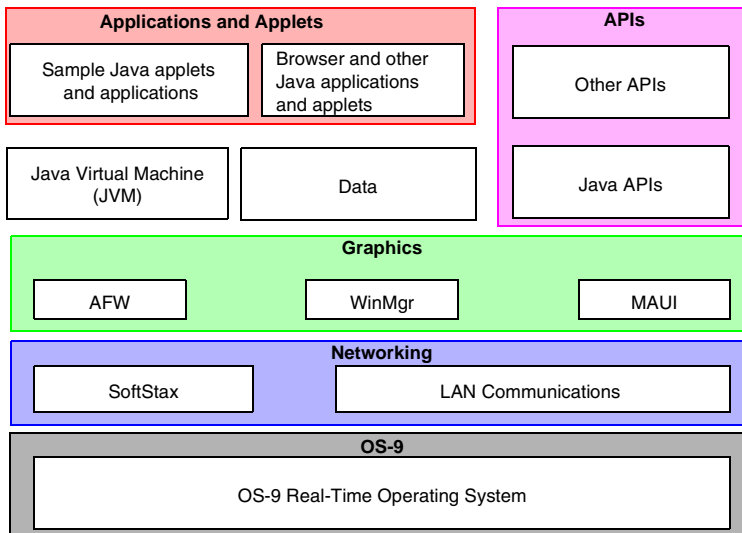 Applications and Applets
Sample Java applets
and applications
Browser and other
Java applications
and applets
APIs
Other APIs
Java APIs
Java Virtual Machine
(JVM)
Data
Graphics
AFW
WinMgr
MAUI
Networking
SoftStax
LAN Communications
OS-9
OS-9 Real-Time Operating System